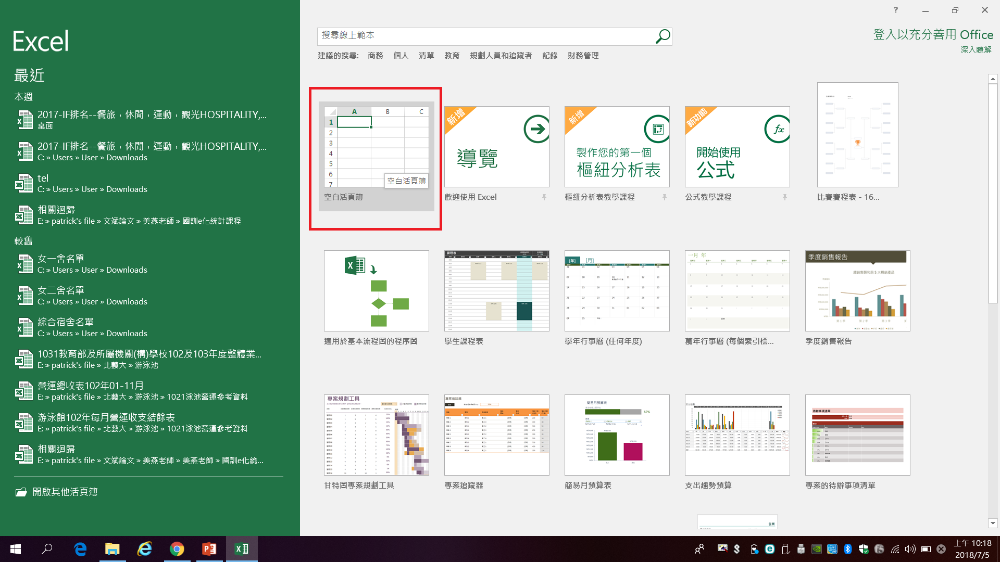 Excel
最近
本週
2017-IF排名--餐旅，休閒，運動，觀光HOSPITALITY,...
桌面
2017-IF排名--餐旅，休閒，運動，觀光HOSPITALITY,...
C: » Users » User » Downloads
tel
C: » Users » User » Downloads
相關迴歸
E: » patrick's file » 文斌論文 » 美燕老師 » 國訓e化統計課程
較舊
女一舍名單
C: » Users » User » Downloads
女二舍名單
C: » Users » User » Downloads
綜合宿舍名單
C: » Users » User » Downloads
1031教育部及所屬機關(構)學校102及103年度整體業...
E: » patrick's file » 北藝大 » 游泳池
營運總收表102年01-11月
E: » patrick's file » 北藝大 » 游泳池 » 1021泳池營運參考資料
游泳館102年每月營運收支結餘表
E: » patrick's file » 北藝大 » 游泳池 » 1021泳池營運參考資料
相關迴歸
E: » patrick's file » 文斌論文 » 美燕老師 » 美燕老師 » 國訓e化統...
開啟其他活頁簿
?
搜尋線上範本
登入以充分善用 Office
深入瞭解
建議的搜尋: 商務 個人 清單 教育 規劃人員和追蹤者 記錄 財務管理
A B C
1
2
3
4
5
6
7
空白活頁簿
空白活頁簿
新增
導覽
歡迎使用 Excel
新增
製作您的第一個
樞紐分析表
樞紐分析表教學課程
新功能
fx
開始使用
公式
公式教學課程
比賽賽程表 - 16...
適用於基本流程圖的程序圖
課程表
學生課程表
[年] [月]
學年行事曆 (任何年度)
一月 年
萬年行事曆 (每個索引標...
季度銷售報告
季度銷售報告
專案規劃工具
甘特圖專案規劃工具
專案追蹤器
專案追蹤器
簡易月預算表
62%
簡易月預算表
支出趨勢預算
待辦事項清單
專案的待辦事項清單
上午 10:18
2018/7/5